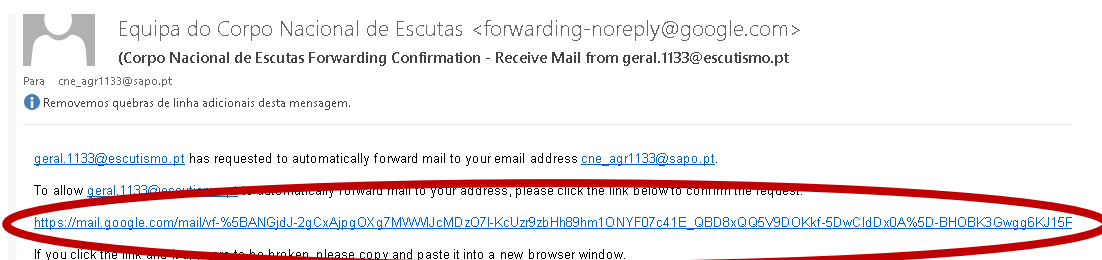 Equipa do Corpo Nacional de Escutas <forwarding-noreply@google.com>
(Corpo Nacional de Escutas Forwarding Confirmation - Receive Mail from geral.1133@escutismo.pt
Para cne_agr1133@sapo.pt
Removemos quebras de linha adicionais desta mensagem.
geral.1133@escutismo.pt has requested to automatically forward mail to your email address cne_agr1133@sapo.pt.
To allow geral.1133@escutismo.pt to automatically forward mail to your address, please click the link below to confirm the request:
https://mail.google.com/mail/vf-%5BANGjdJ-2gCxAjpgOXg7MWWIJcMDzO7I-KcUzr9zbHh89hm1ONYF07c41E_QBD8xQQ5V9DOKkf-5DwCIdDx0A%5D-BHOBK3Gwgg6KJ15F
If you click the link and it appears to be broken, please copy and paste it into a new browser window.